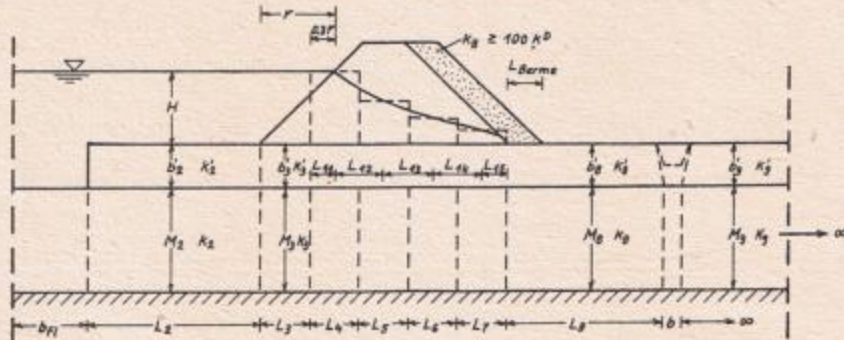 r
0,3r
K_B ≥ 100 K^D
L_Berme
H
b'_2 K'_2
b'_3 K'_3
L_11 L_12 L_13 L_14 L_15
b'_8 K'_8
b'_9 K'_9
M_2 K_2
M_3 K_3
M_8 K_8
M_9 K_9
∞
b_Fl L_2 L_3 L_4 L_5 L_6 L_7 L_8 b ∞